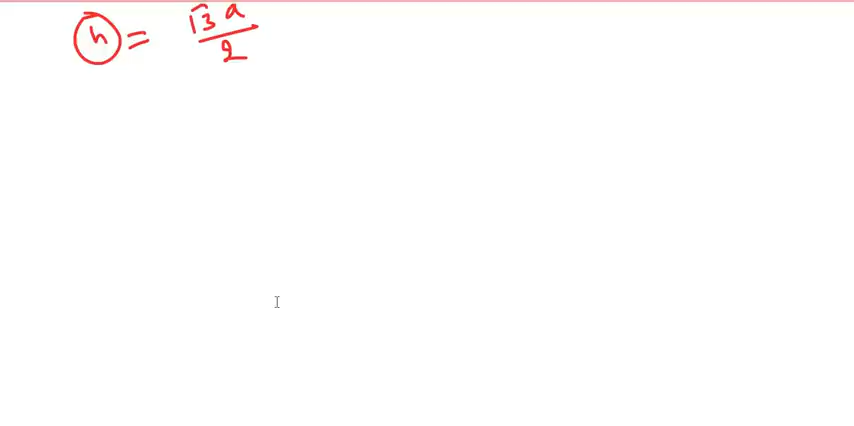 h = √3 a / 2